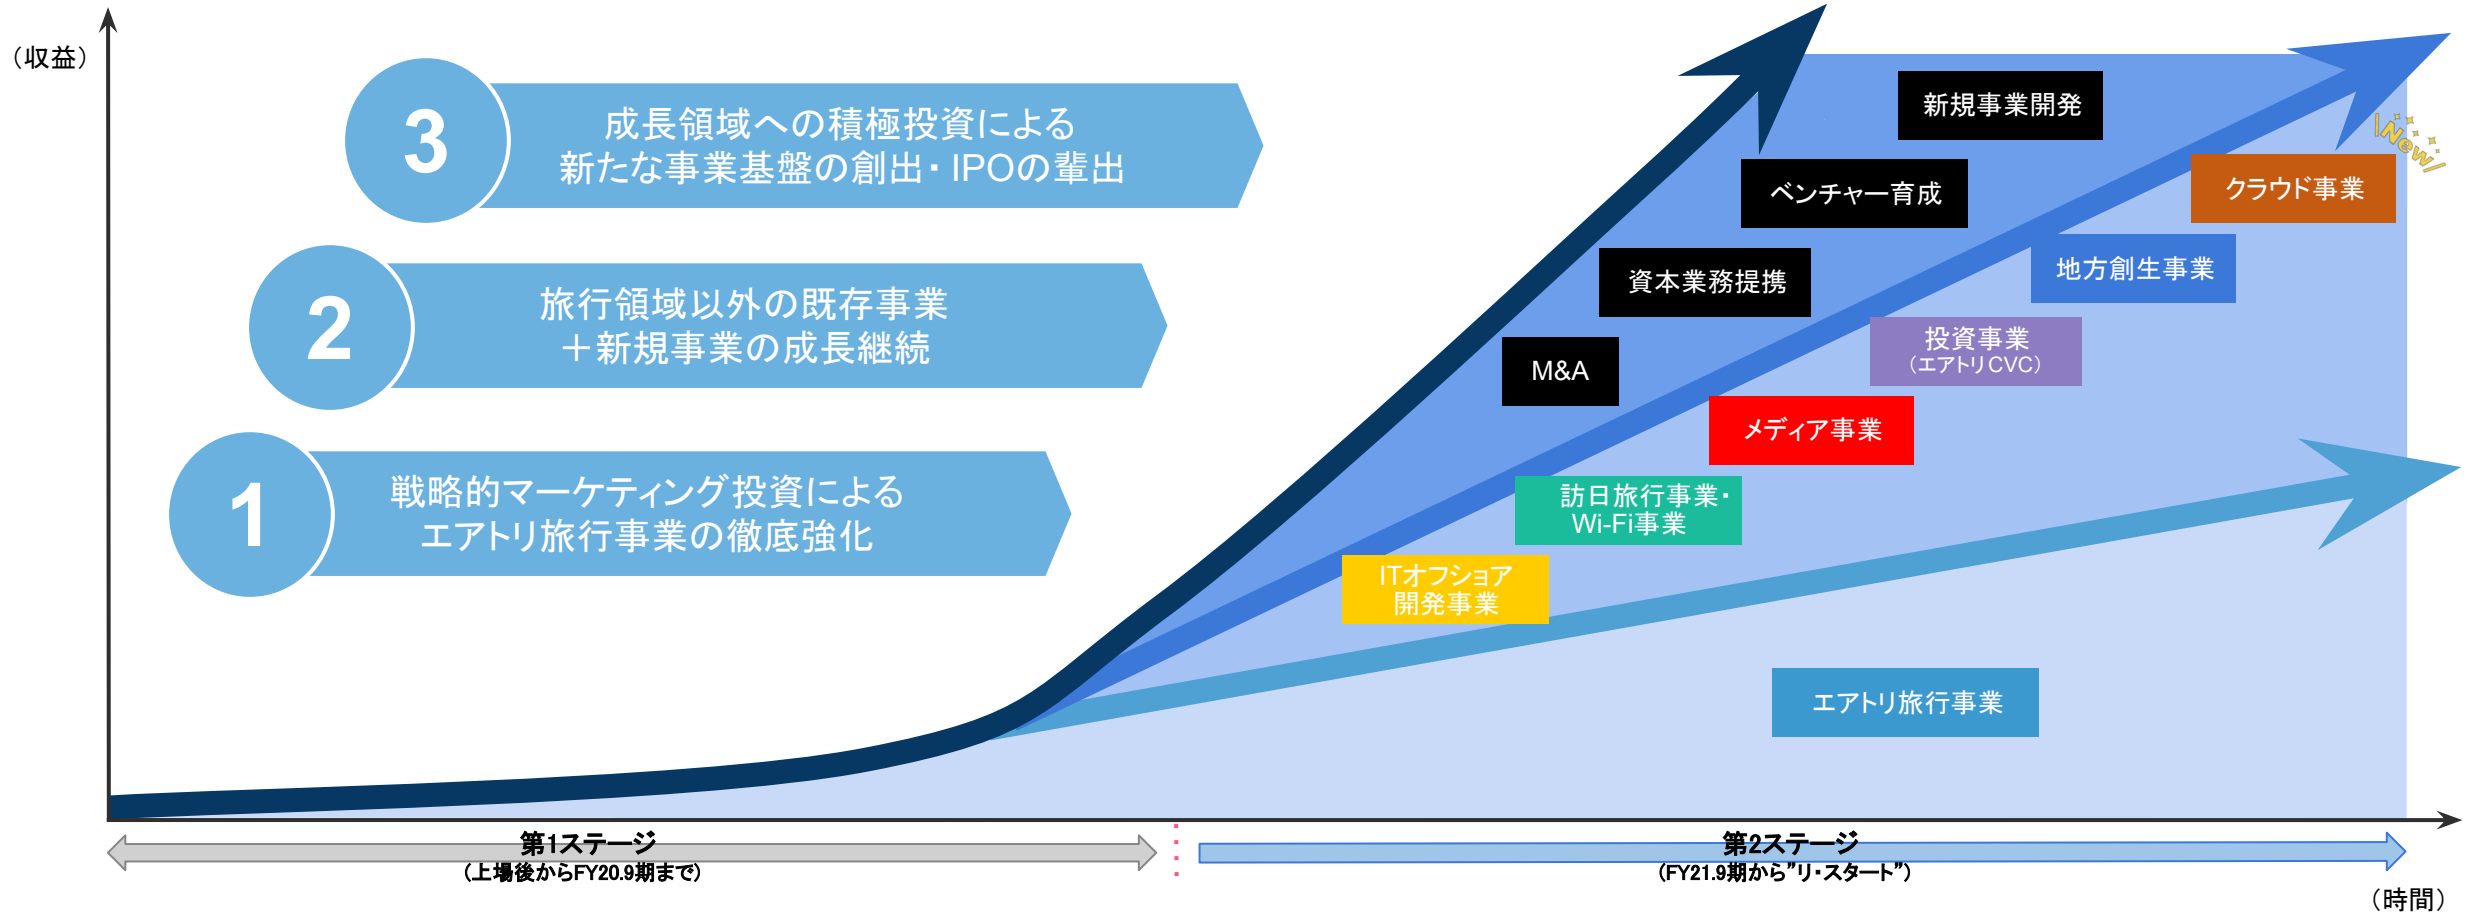 （収益）
3
成長領域への積極投資による
新たな事業基盤の創出・IPOの輩出
2
旅行領域以外の既存事業
＋新規事業の成長継続
1
戦略的マーケティング投資による
エアトリ旅行事業の徹底強化
新規事業開発
ベンチャー育成
資本業務提携
M&A
New
クラウド事業
地方創生事業
投資事業
（エアトリCVC）
メディア事業
訪日旅行事業・
Wi-Fi事業
ITオフショア
開発事業
エアトリ旅行事業
第1ステージ
（上場後からFY20.9期まで）
第2ステージ
（FY21.9期から”リ・スタート”）
（時間）